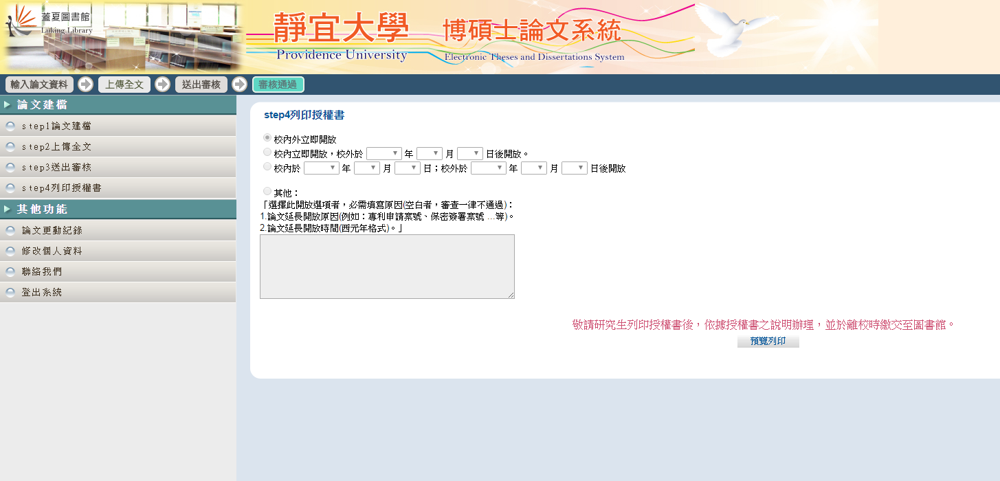 蓋夏圖書館
Luking Library
靜宜大學
Providence University
博碩士論文系統
Electronic Theses and Dissertations System
輸入論文資料 上傳全文 送出審核 審核通過
論文建檔
step1論文建檔
step2上傳全文
step3送出審核
step4列印授權書
其他功能
論文更動紀錄
修改個人資料
聯絡我們
登出系統
step4列印授權書
校內外立即開放
校內立即開放，校外於 年 月 日後開放。
校內於 年 月 日；校外於 年 月 日後開放
其他：
「選擇此開放選項者，必需填寫原因(空白者，審查一律不通過)：
1.論文延長開放原因(例如：專利申請案號、保密簽署案號 ...等)。
2.論文延長開放時間(西元年格式)。」
敬請研究生列印授權書後，依據授權書之說明辦理，並於離校時繳交至圖書館。
預覽列印